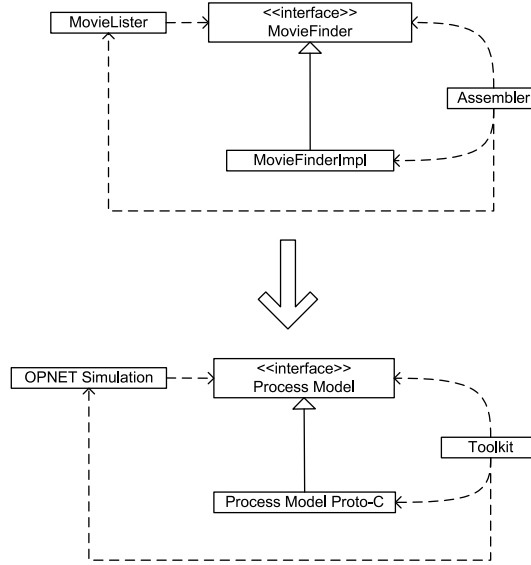 <<interface>>
MovieLister
MovieFinder
Assembler
MovieFinderImpl
<<interface>>
OPNET Simulation
Process Model
Toolkit
Process Model Proto-C